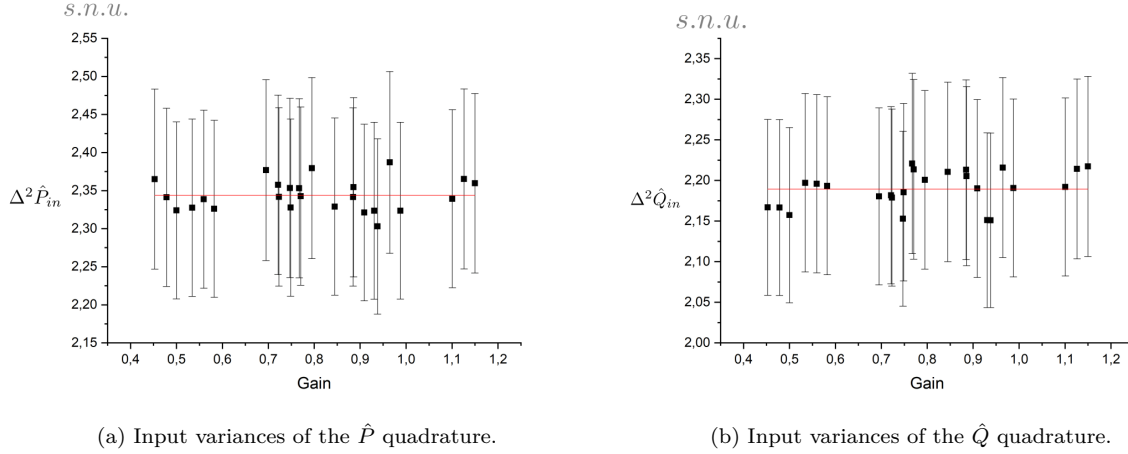 s.n.u.
2,55
2,50
2,45
2,40
2,35
2,30
2,25
2,20
2,15
Δ²P̂in
0,4 0,5 0,6 0,7 0,8 0,9 1,0 1,1 1,2
Gain
(a) Input variances of the P̂ quadrature.
s.n.u.
2,35
2,30
2,25
2,20
2,15
2,10
2,05
2,00
Δ²Q̂in
0,4 0,5 0,6 0,7 0,8 0,9 1,0 1,1 1,2
Gain
(b) Input variances of the Q̂ quadrature.